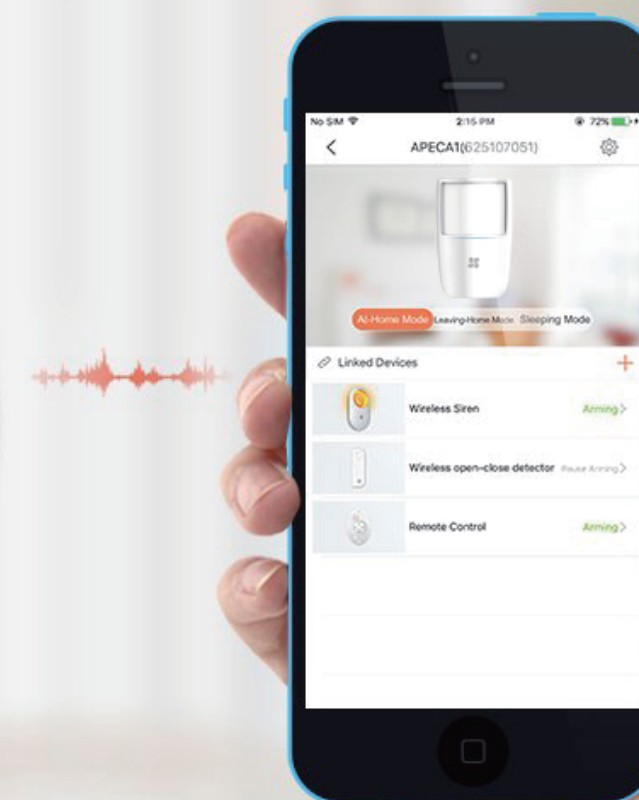 No SIM 2:15 PM 72%
APECA1(625107051)
At-Home Mode Leaving-Home Mode Sleeping Mode
Linked Devices
Wireless Siren Arming
Wireless open-close detector Pause Arming
Remote Control Arming